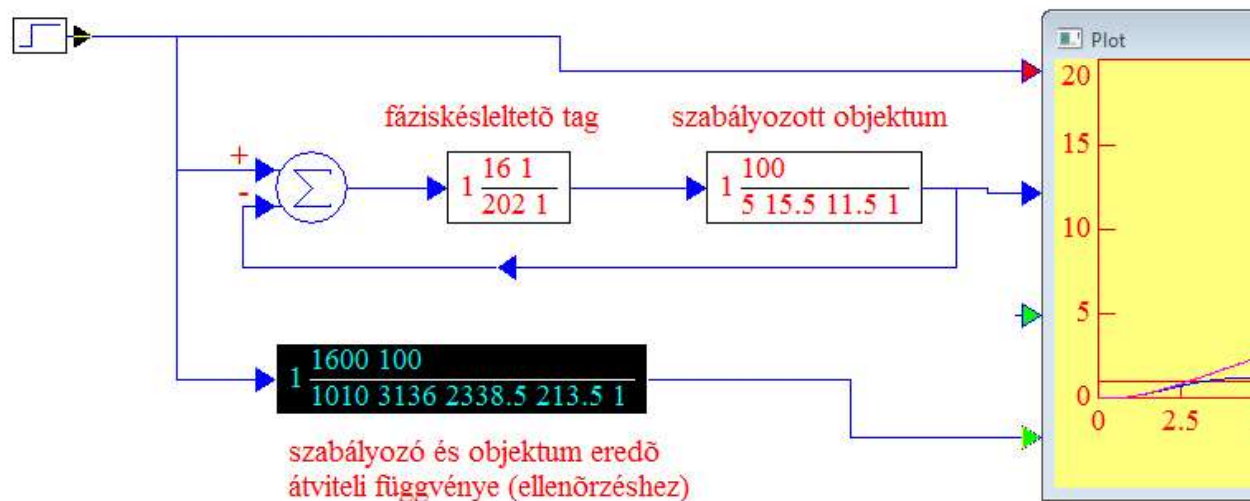 Plot
20
15
10
5
0
0 2.5
fáziskésleltetõ tag
szabályozott objektum
+
-
Σ
1 16 1
202 1
1 100
5 15.5 11.5 1
1 1600 100
1010 3136 2338.5 213.5 1
szabályozó és objektum eredõ
átviteli függvénye (ellenõrzéshez)